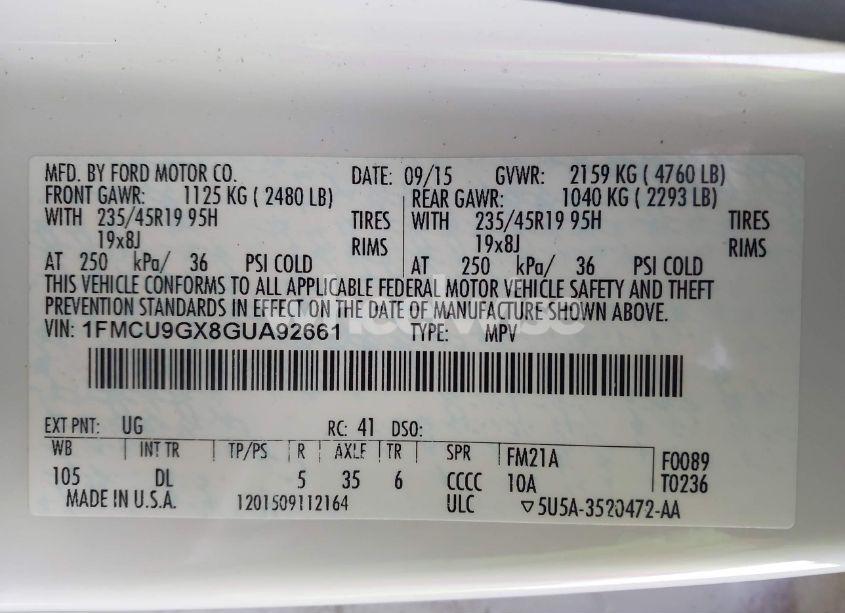 MFD. BY FORD MOTOR CO. DATE: 09/15 GVWR: 2159 KG ( 4760 LB)
FRONT GAWR: 1125 KG ( 2480 LB) REAR GAWR: 1040 KG ( 2293 LB)
WITH 235/45R19 95H TIRES WITH 235/45R19 95H TIRES
19x8J RIMS 19x8J RIMS
AT 250 kPa/ 36 PSI COLD AT 250 kPa/ 36 PSI COLD
THIS VEHICLE CONFORMS TO ALL APPLICABLE FEDERAL MOTOR VEHICLE SAFETY AND THEFT
PREVENTION STANDARDS IN EFFECT ON THE DATE OF MANUFACTURE SHOWN ABOVE.
VIN: 1FMCU9GX8GUA92661 TYPE: MPV
EXT PNT: UG RC: 41 DSO:
WB INT TR TP/PS R AXLE TR SPR FM21A F0089
105 DL 5 35 6 CCCC 10A T0236
MADE IN U.S.A. 1201509112164 ULC ▽5U5A-3520472-AA